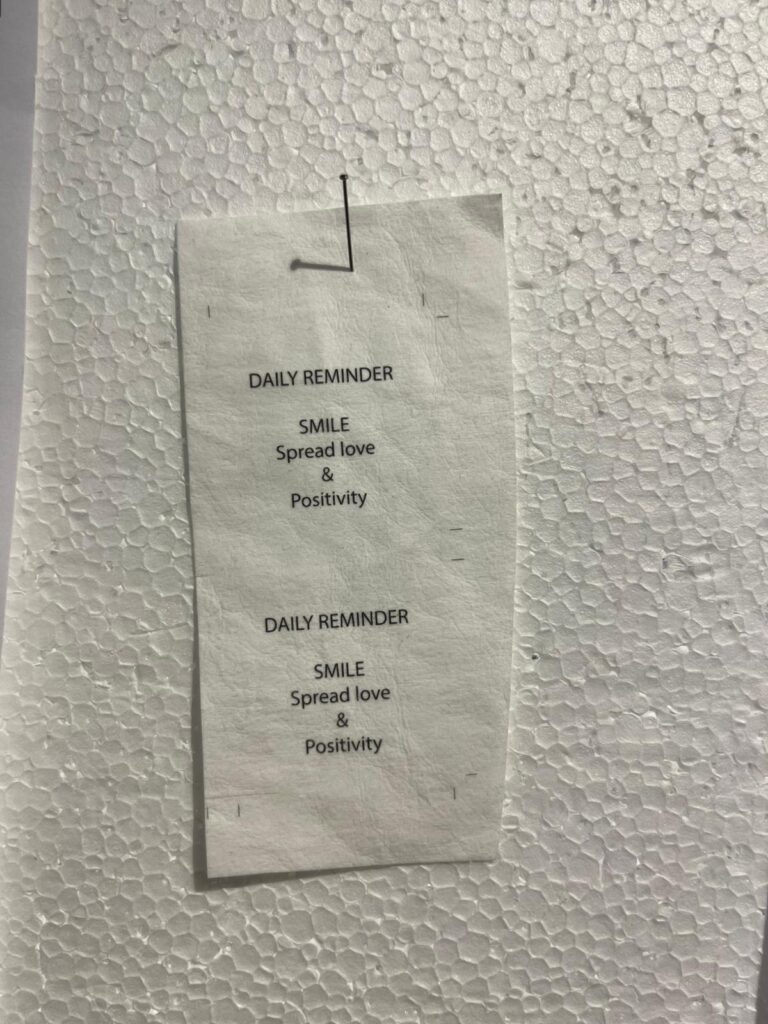 DAILY REMINDER
SMILE
Spread love
&
Positivity
DAILY REMINDER
SMILE
Spread love
&
Positivity